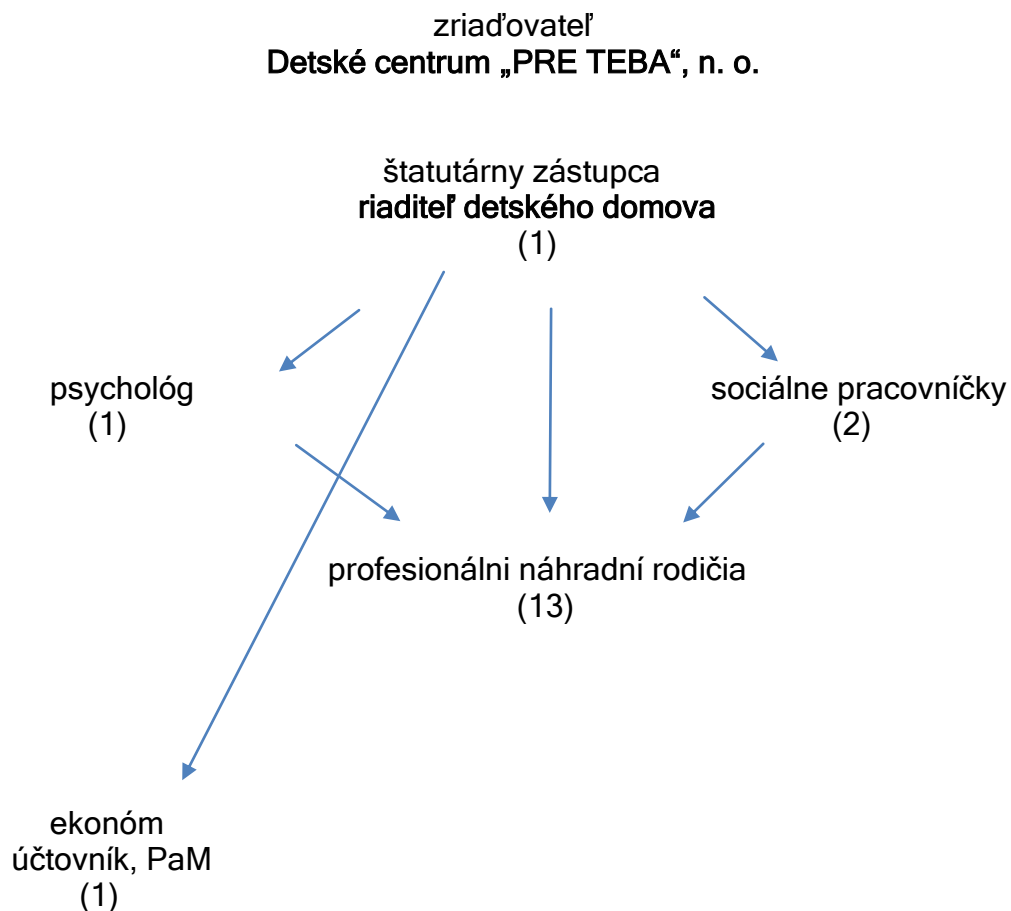 zriaďovateľ
Detské centrum „PRE TEBA“, n. o.
štatutárny zástupca
riaditeľ detského domova
(1)
psychológ
(1)
sociálne pracovníčky
(2)
profesionálni náhradní rodičia
(13)
ekonóm
účtovník, PaM
(1)